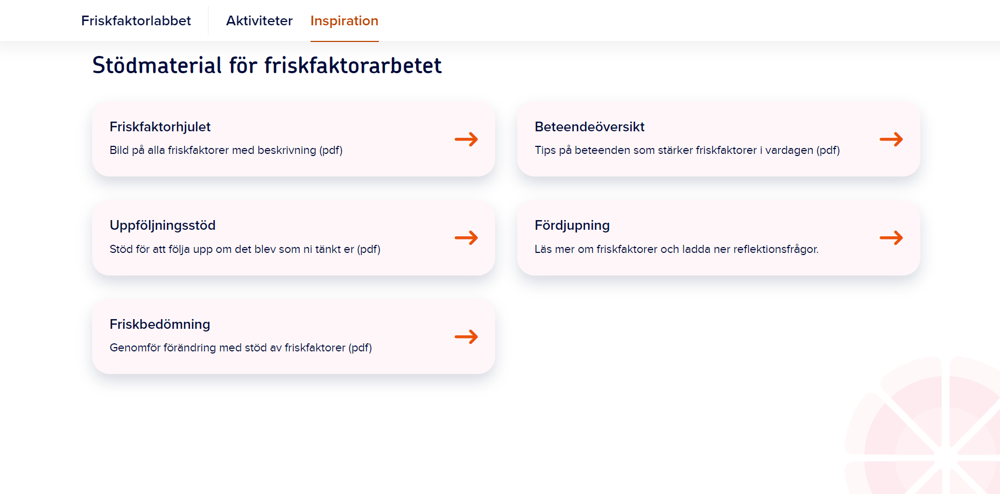 Friskfaktorlabbet
Aktiviteter
Inspiration
Stödmaterial för friskfaktorarbetet
Friskfaktorhjulet
Bild på alla friskfaktorer med beskrivning (pdf)
Beteendeöversikt
Tips på beteenden som stärker friskfaktorer i vardagen (pdf)
Uppföljningsstöd
Stöd för att följa upp om det blev som ni tänkt er (pdf)
Fördjupning
Läs mer om friskfaktorer och ladda ner reflektionsfrågor.
Friskbedömning
Genomför förändring med stöd av friskfaktorer (pdf)